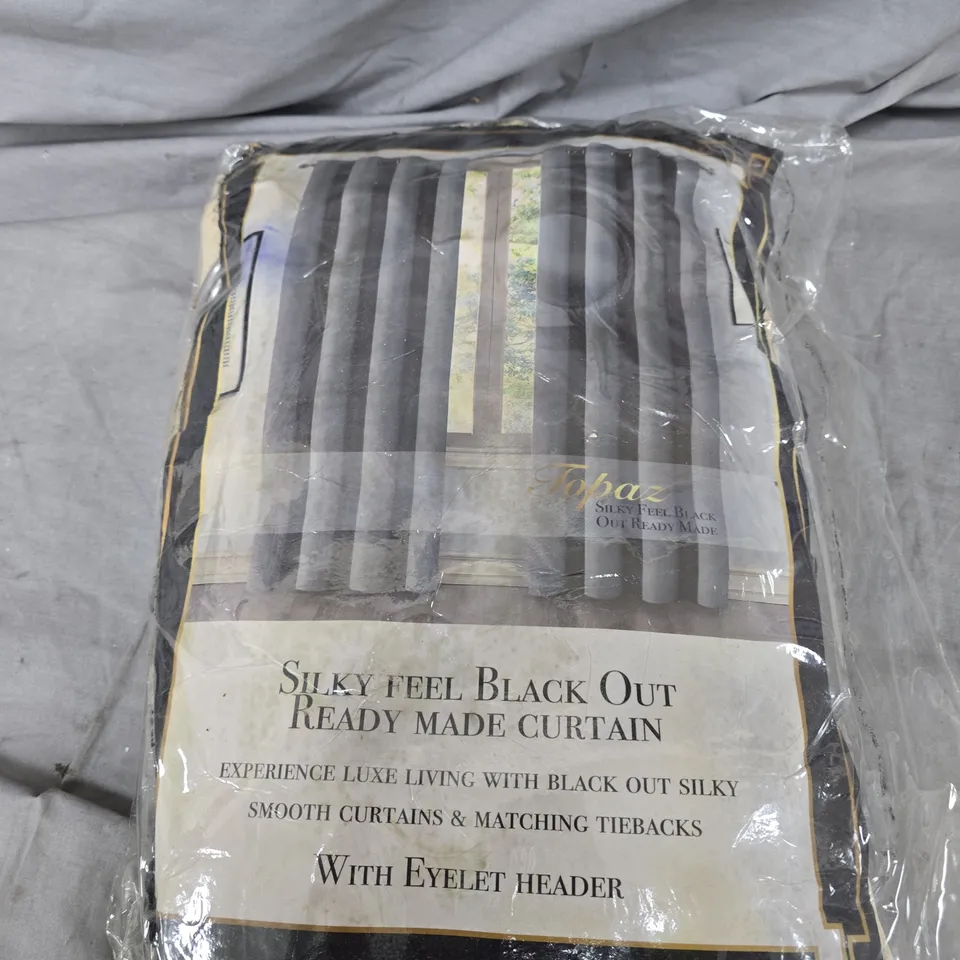 Topaz
Silky Feel Black
Out Ready Made
Silky feel Black Out
Ready made curtain
experience luxe living with black out silky
smooth curtains & matching tiebacks
With Eyelet header